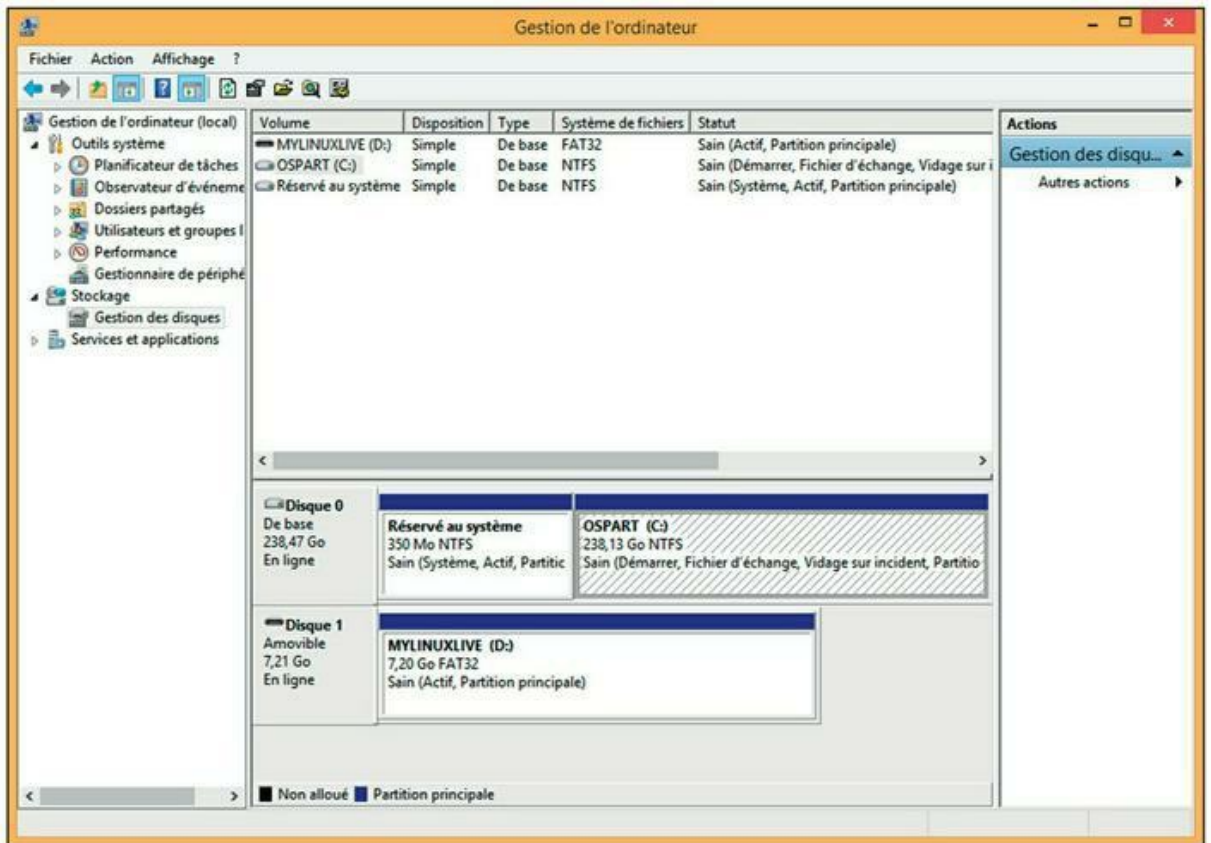 Gestion de l'ordinateur
Fichier Action Affichage ?
Gestion de l'ordinateur (local)
Outils système
Planificateur de tâches
Observateur d'événeme
Dossiers partagés
Utilisateurs et groupes l
Performance
Gestionnaire de périphé
Stockage
Gestion des disques
Services et applications
Volume Disposition Type Système de fichiers Statut
MYLINUXLIVE (D:) Simple De base FAT32 Sain (Actif, Partition principale)
OSPART (C:) Simple De base NTFS Sain (Démarrer, Fichier d'échange, Vidage sur i
Réservé au système Simple De base NTFS Sain (Système, Actif, Partition principale)
Actions
Gestion des disqu...
Autres actions
Disque 0
De base
238,47 Go
En ligne
Réservé au système
350 Mo NTFS
Sain (Système, Actif, Partitic
OSPART (C:)
238,13 Go NTFS
Sain (Démarrer, Fichier d'échange, Vidage sur incident, Partitio
Disque 1
Amovible
7,21 Go
En ligne
MYLINUXLIVE (D:)
7,20 Go FAT32
Sain (Actif, Partition principale)
Non alloué Partition principale